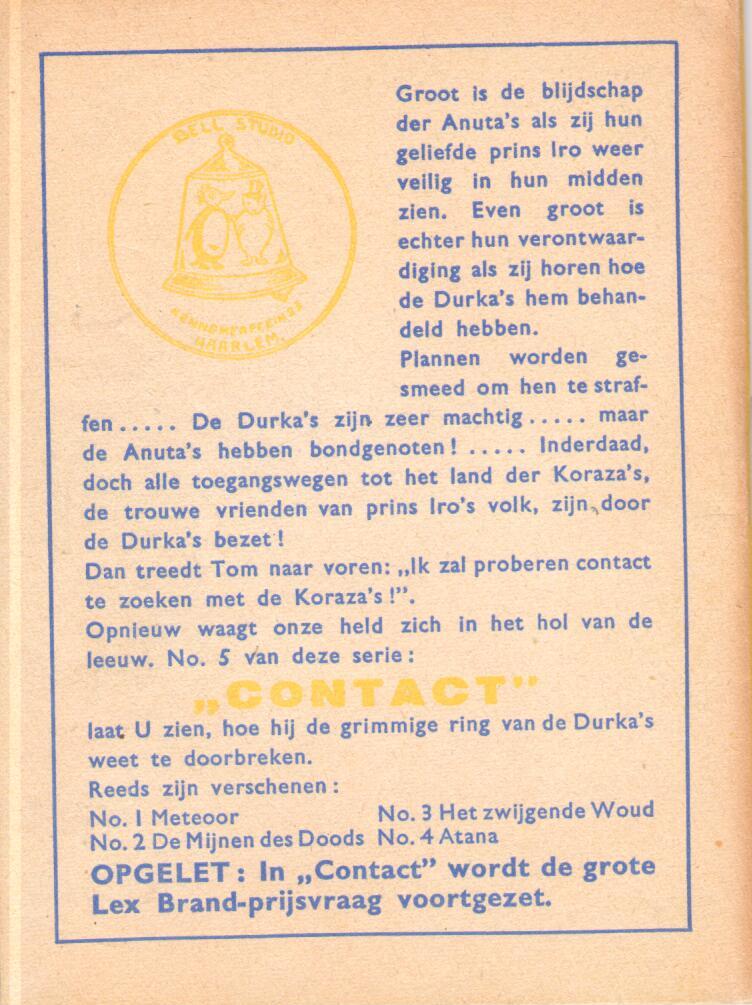 BELL STUDIO
HAARLEM.
Groot is de blijdschap
der Anuta's als zij hun
geliefde prins Iro weer
veilig in hun midden
zien. Even groot is
echter hun verontwaar-
diging als zij horen hoe
de Durka's hem behan-
deld hebben.
Plannen worden ge-
smeed om hen te straf-
fen ..... De Durka's zijn zeer machtig ..... maar
de Anuta's hebben bondgenoten! ..... Inderdaad,
doch alle toegangswegen tot het land der Koraza's,
de trouwe vrienden van prins Iro's volk, zijn door
de Durka's bezet!
Dan treedt Tom naar voren: „Ik zal proberen contact
te zoeken met de Koraza's!”.
Opnieuw waagt onze held zich in het hol van de
leeuw. No. 5 van deze serie:
„CONTACT”
laat U zien, hoe hij de grimmige ring van de Durka's
weet te doorbreken.
Reeds zijn verschenen:
No. 1 Meteoor No. 3 Het zwijgende Woud
No. 2 De Mijnen des Doods No. 4 Atana
OPGELET: In „Contact” wordt de grote
Lex Brand-prijsvraag voortgezet.